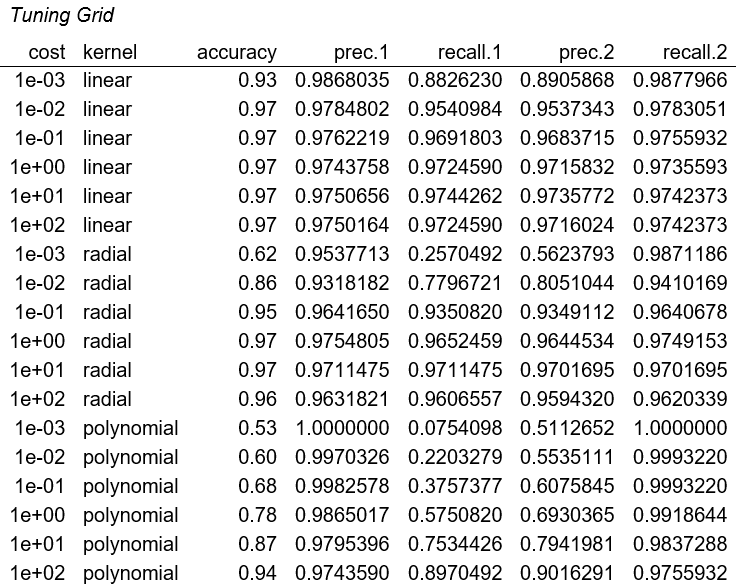 Tuning Grid
cost kernel accuracy prec.1 recall.1 prec.2 recall.2
1e-03 linear 0.93 0.9868035 0.8826230 0.8905868 0.9877966
1e-02 linear 0.97 0.9784802 0.9540984 0.9537343 0.9783051
1e-01 linear 0.97 0.9762219 0.9691803 0.9683715 0.9755932
1e+00 linear 0.97 0.9743758 0.9724590 0.9715832 0.9735593
1e+01 linear 0.97 0.9750656 0.9744262 0.9735772 0.9742373
1e+02 linear 0.97 0.9750164 0.9724590 0.9716024 0.9742373
1e-03 radial 0.62 0.9537713 0.2570492 0.5623793 0.9871186
1e-02 radial 0.86 0.9318182 0.7796721 0.8051044 0.9410169
1e-01 radial 0.95 0.9641650 0.9350820 0.9349112 0.9640678
1e+00 radial 0.97 0.9754805 0.9652459 0.9644534 0.9749153
1e+01 radial 0.97 0.9711475 0.9711475 0.9701695 0.9701695
1e+02 radial 0.96 0.9631821 0.9606557 0.9594320 0.9620339
1e-03 polynomial 0.53 1.0000000 0.0754098 0.5112652 1.0000000
1e-02 polynomial 0.60 0.9970326 0.2203279 0.5535111 0.9993220
1e-01 polynomial 0.68 0.9982578 0.3757377 0.6075845 0.9993220
1e+00 polynomial 0.78 0.9865017 0.5750820 0.6930365 0.9918644
1e+01 polynomial 0.87 0.9795396 0.7534426 0.7941981 0.9837288
1e+02 polynomial 0.94 0.9743590 0.8970492 0.9016291 0.9755932